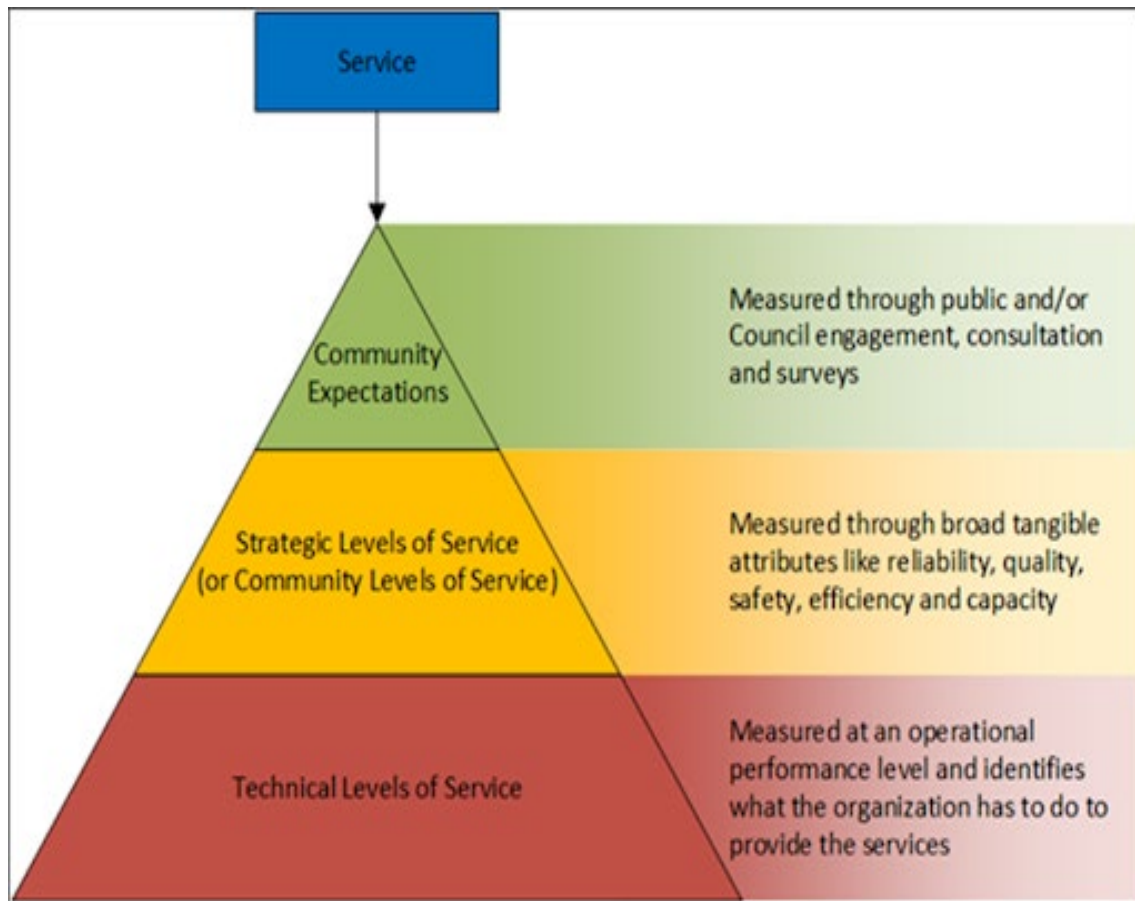 Service
Community
Expectations
Measured through public and/or
Council engagement, consultation
and surveys
Strategic Levels of Service
(or Community Levels of Service)
Measured through broad tangible
attributes like reliability, quality,
safety, efficiency and capacity
Technical Levels of Service
Measured at an operational
performance level and identifies
what the organization has to do to
provide the services